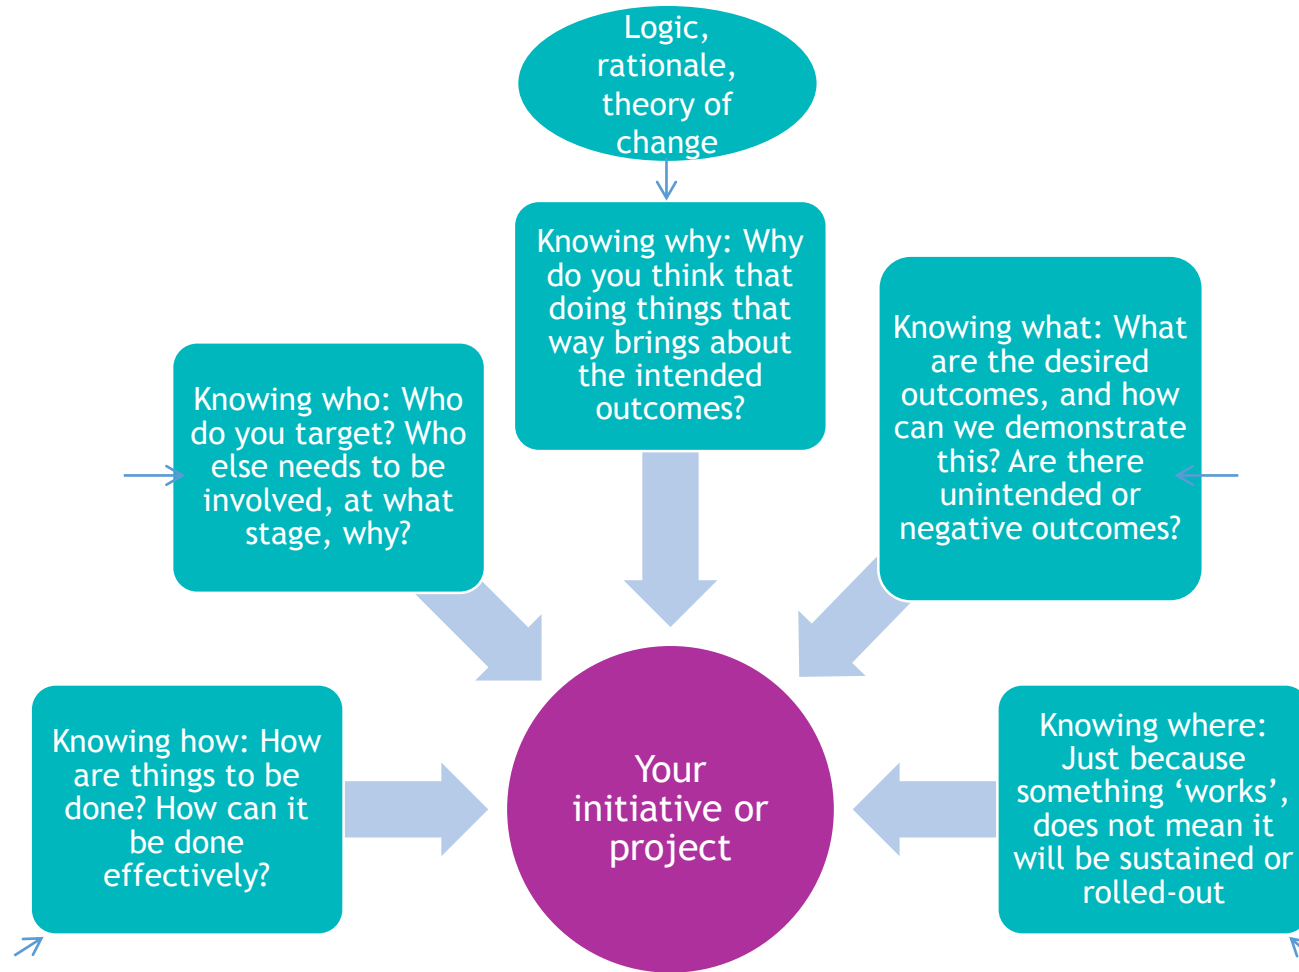 Logic,
rationale,
theory of
change
Knowing why: Why
do you think that
doing things that
way brings about
the intended
outcomes?
Knowing what: What
are the desired
outcomes, and how
can we demonstrate
this? Are there
unintended or
negative outcomes?
Knowing who: Who
do you target? Who
else needs to be
involved, at what
stage, why?
Knowing how: How
are things to be
done? How can it
be done
effectively?
Your
initiative or
project
Knowing where:
Just because
something ‘works’,
does not mean it
will be sustained or
rolled-out